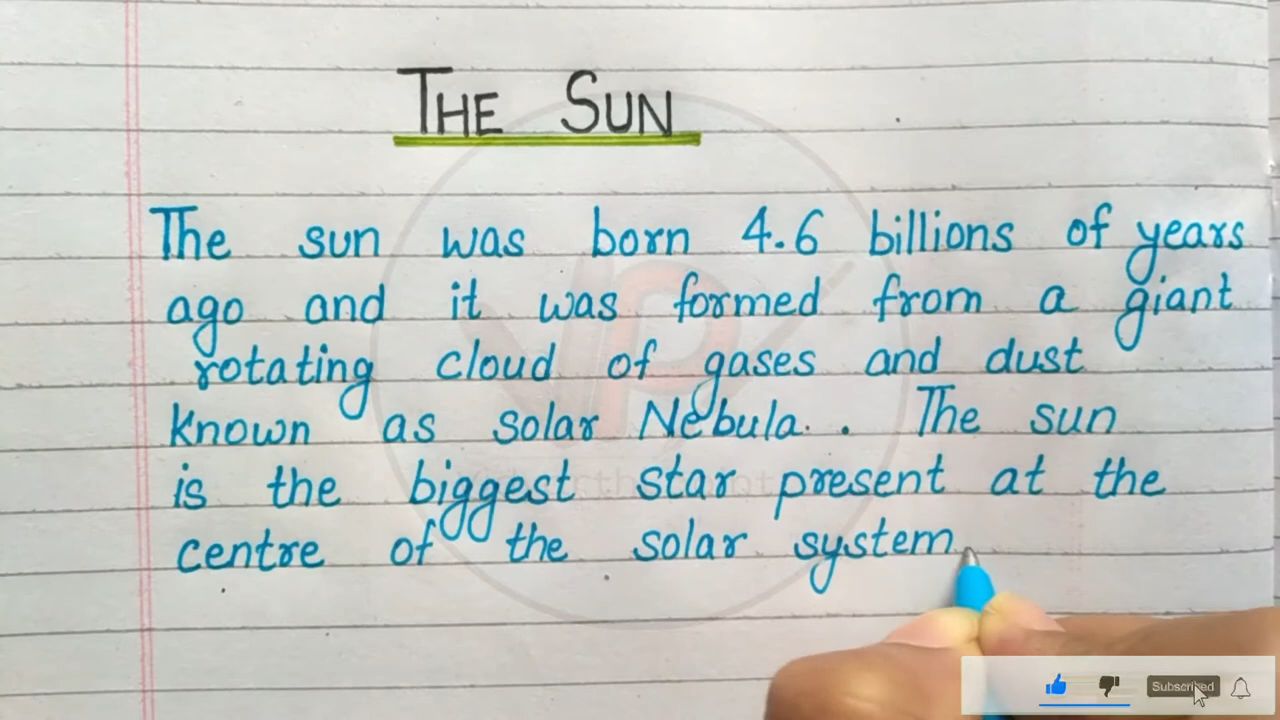 THE SUN
The sun was born 4.6 billions of years
ago and it was formed from a giant
rotating cloud of gases and dust
known as solar Nebula. . The sun
is the biggest star present at the
centre of the solar system
Subscribed